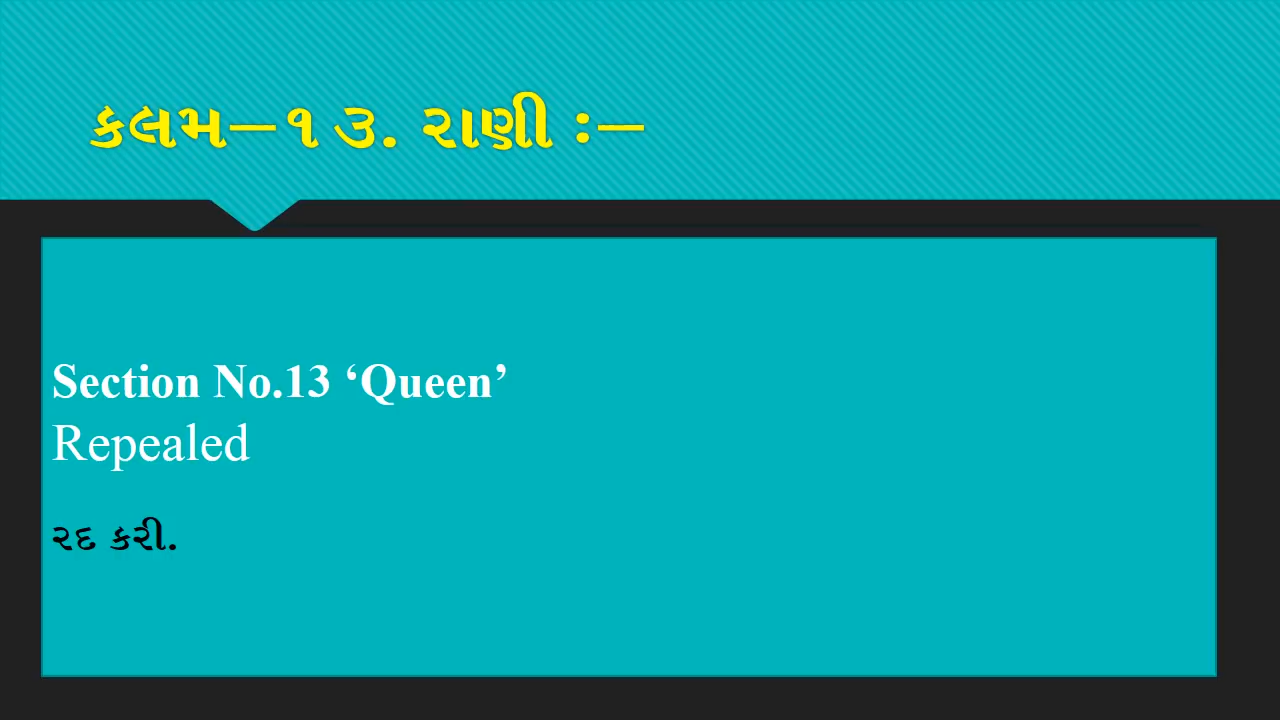 કલમ–૧૩. રાણી :–
Section No.13 ‘Queen’
Repealed
રદ કરી.